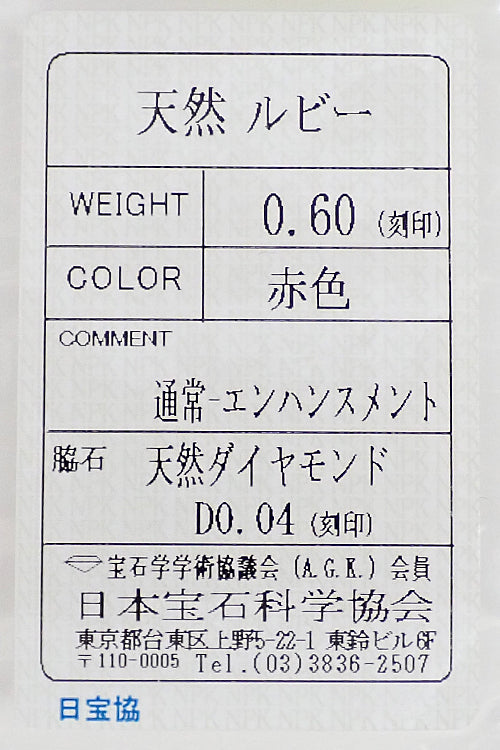 天然 ルビー
WEIGHT 0.60 (刻印)
COLOR 赤色
COMMENT
通常-エンハンスメント
脇石 天然ダイヤモンド
D0.04 (刻印)
宝石学学術協議会 (A.G.K.) 会員
日本宝石科学協会
東京都台東区上野5-22-1 東鈴ビル6F
〒110-0005 Tel.(03)3836-2507
日宝協